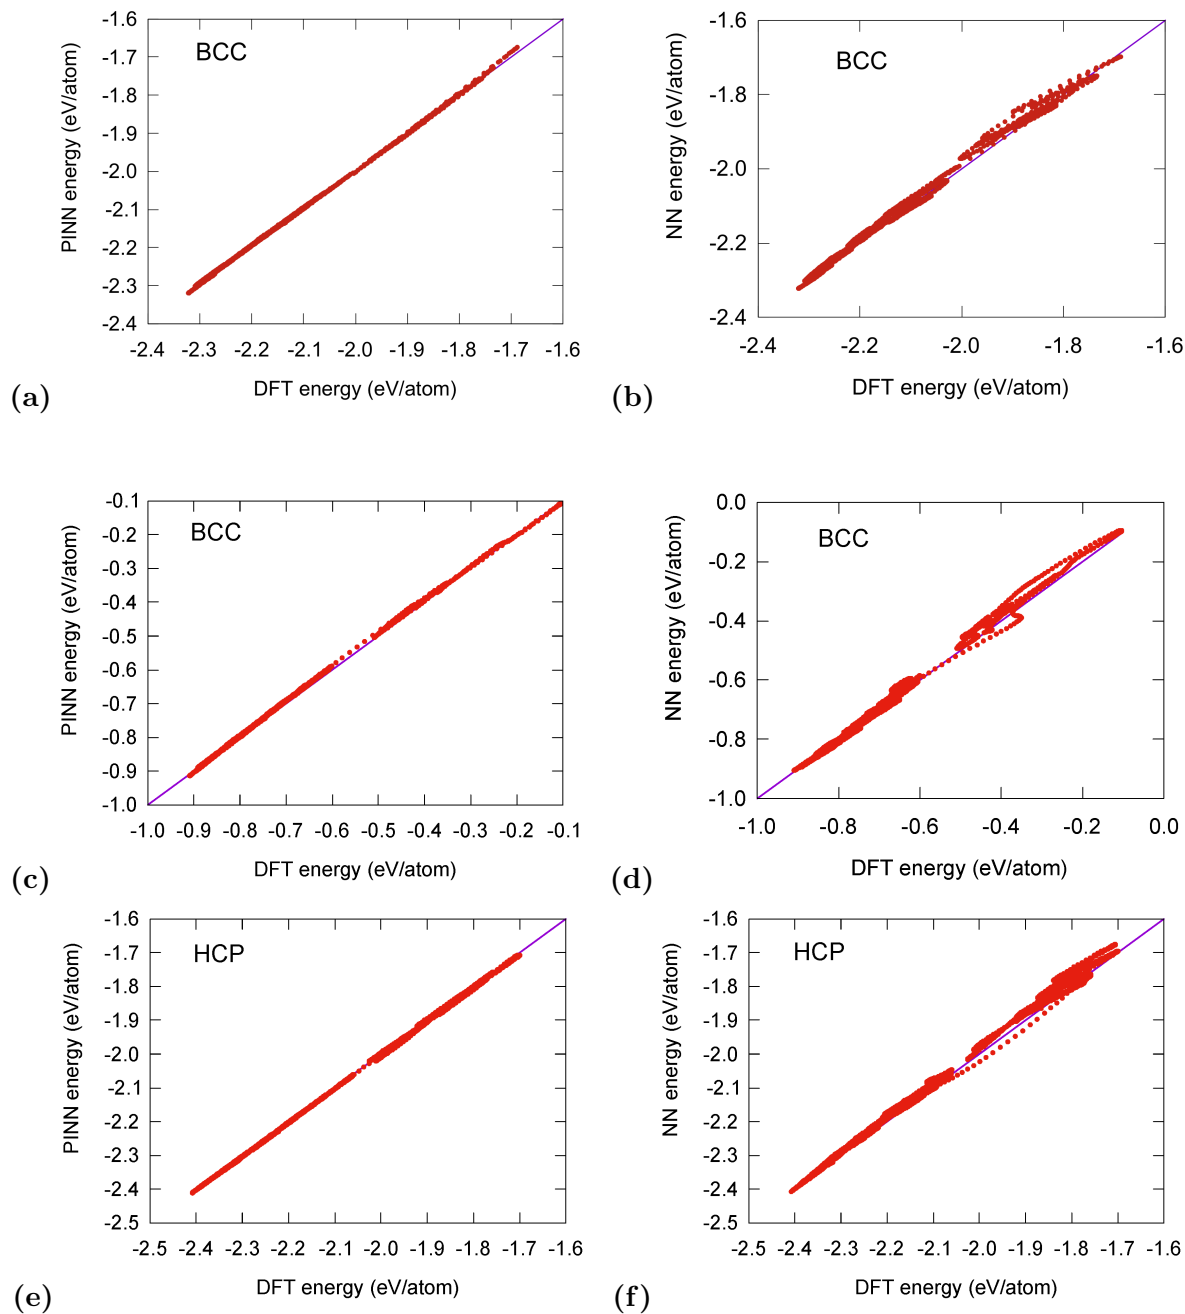 BCC
PINN energy (eV/atom)
-1.6
-1.7
-1.8
-1.9
-2.0
-2.1
-2.2
-2.3
-2.4
-2.4 -2.3 -2.2 -2.1 -2.0 -1.9 -1.8 -1.7 -1.6
DFT energy (eV/atom)
(a)
BCC
NN energy (eV/atom)
-1.6
-1.8
-2.0
-2.2
-2.4
-2.4 -2.2 -2.0 -1.8 -1.6
DFT energy (eV/atom)
(b)
BCC
PINN energy (eV/atom)
-0.1
-0.2
-0.3
-0.4
-0.5
-0.6
-0.7
-0.8
-0.9
-1.0
-1.0 -0.9 -0.8 -0.7 -0.6 -0.5 -0.4 -0.3 -0.2 -0.1
DFT energy (eV/atom)
(c)
BCC
NN energy (eV/atom)
0.0
-0.2
-0.4
-0.6
-0.8
-1.0
-1.0 -0.8 -0.6 -0.4 -0.2 0.0
DFT energy (eV/atom)
(d)
HCP
PINN energy (eV/atom)
-1.6
-1.7
-1.8
-1.9
-2.0
-2.1
-2.2
-2.3
-2.4
-2.5
-2.5 -2.4 -2.3 -2.2 -2.1 -2.0 -1.9 -1.8 -1.7 -1.6
DFT energy (eV/atom)
(e)
HCP
NN energy (eV/atom)
-1.6
-1.7
-1.8
-1.9
-2.0
-2.1
-2.2
-2.3
-2.4
-2.5
-2.5 -2.4 -2.3 -2.2 -2.1 -2.0 -1.9 -1.8 -1.7 -1.6
DFT energy (eV/atom)
(f)